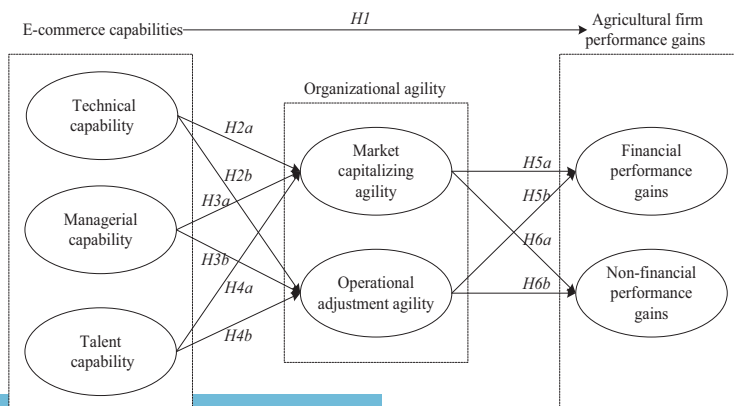 H1
E-commerce capabilities
Agricultural firm
performance gains
Organizational agility
Technical
capability
Managerial
capability
Talent
capability
H2a
H2b
H3a
H3b
H4a
H4b
Market
capitalizing
agility
Operational
adjustment agility
H5a
H5b
H6a
H6b
Financial
performance
gains
Non-financial
performance
gains